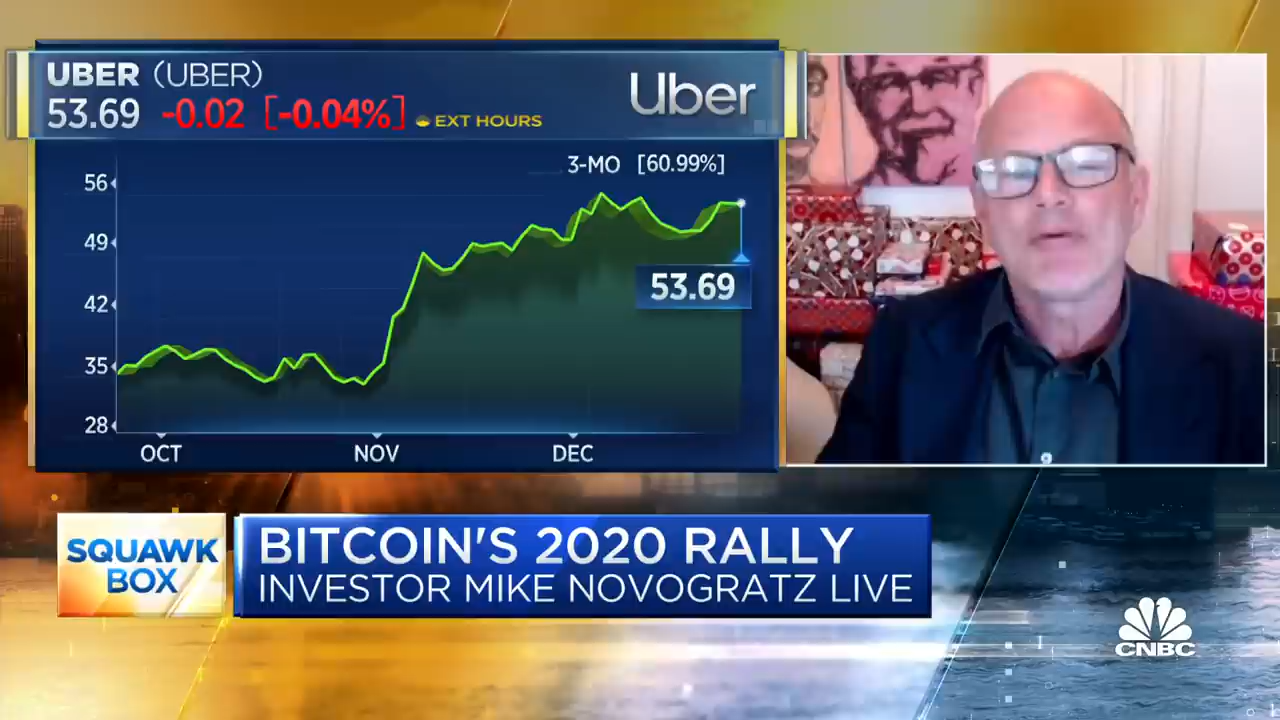 UBER (UBER)
53.69 -0.02 [-0.04%] EXT HOURS
Uber
3-MO [60.99%]
56
49
42
35
28
53.69
OCT NOV DEC
SQUAWK
BOX
BITCOIN'S 2020 RALLY
INVESTOR MIKE NOVOGRATZ LIVE
CNBC